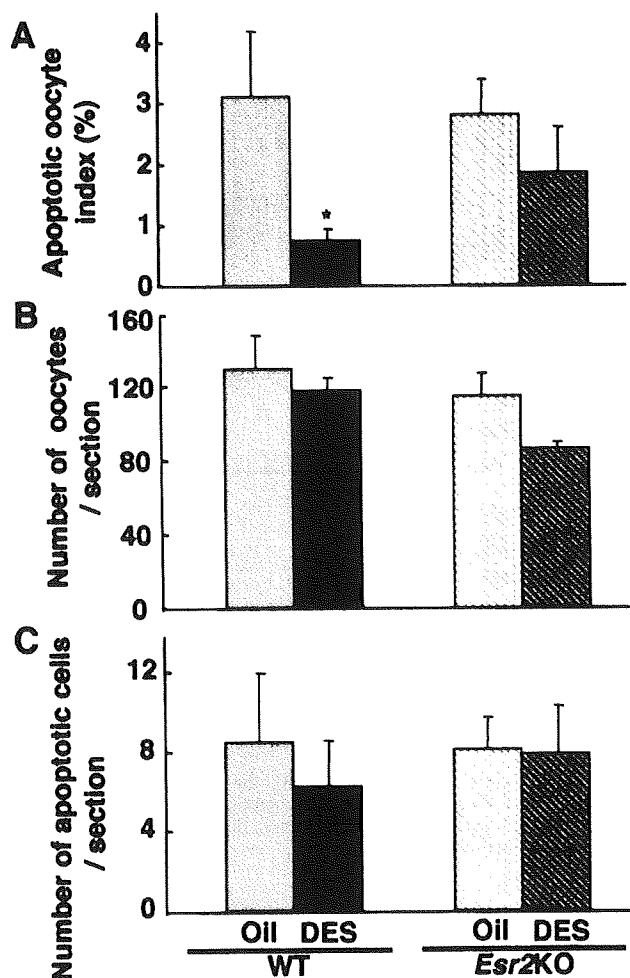 A
Apoptotic oocyte
index (%)
4
3
2
1
0
*
B
Number of oocytes
/ section
160
120
80
40
0
C
Number of apoptotic cells
/ section
12
8
4
0
Oil DES Oil DES
WT Esr2KO